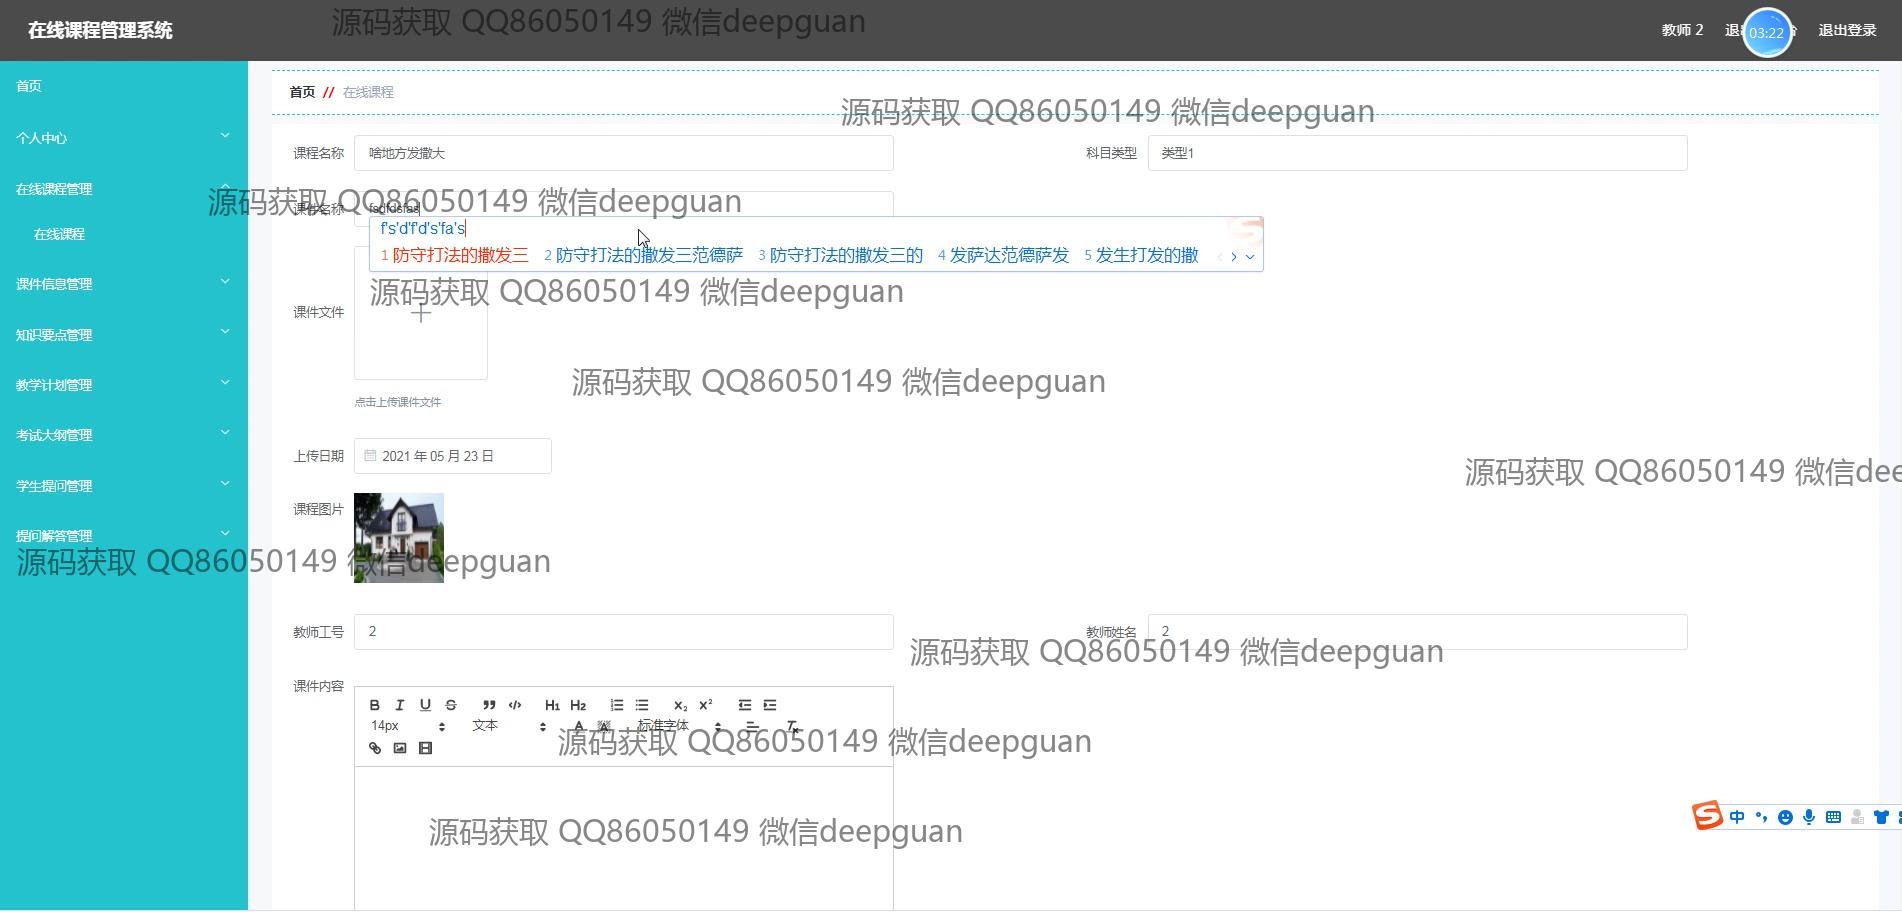 在线课程管理系统
源码获取 QQ86050149 微信deepguan
教师 2
03:22
退出登录
首页
个人中心
在线课程管理
在线课程
课件信息管理
知识要点管理
教学计划管理
考试大纲管理
学生提问管理
提问解答管理
首页 // 在线课程
源码获取 QQ86050149 微信deepguan
课程名称 啥地方发撒大
科目类型 类型1
源码获取 QQ86050149 微信deepguan
课件名称 fsdfdsfas
f's'd'f'd's'fa's
1 防守打法的撒发三 2 防守打法的撒发三范德萨 3 防守打法的撒发三的 4 发萨达范德萨发 5 发生打发的撒
源码获取 QQ86050149 微信deepguan
课件文件
源码获取 QQ86050149 微信deepguan
点击上传课件文件
上传日期 2021 年 05 月 23 日
源码获取 QQ86050149 微信dee
课程图片
源码获取 QQ86050149 微信deepguan
教师工号 2
教师姓名 2
源码获取 QQ86050149 微信deepguan
课件内容
B I U S H1 H2 X2 X2
14px 文本 A A 标准字体 Tx
源码获取 QQ86050149 微信deepguan
源码获取 QQ86050149 微信deepguan
S 中